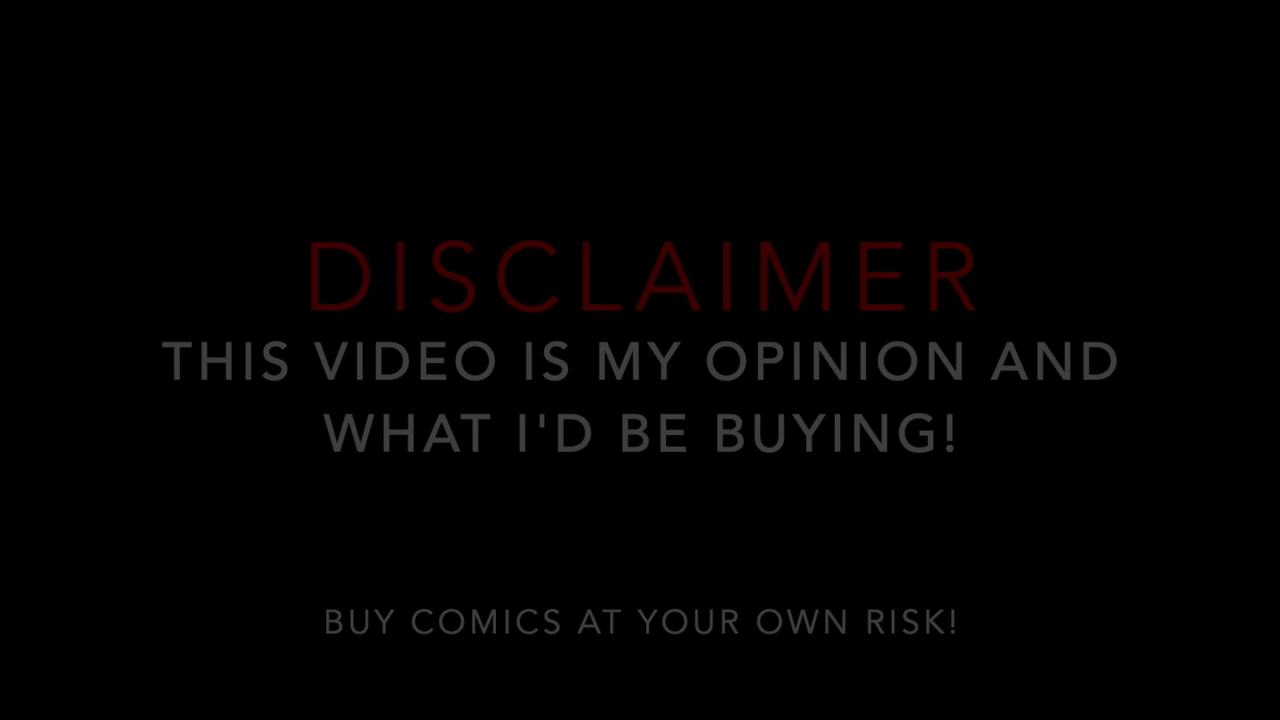 DISCLAIMER
THIS VIDEO IS MY OPINION AND
WHAT I'D BE BUYING!
BUY COMICS AT YOUR OWN RISK!